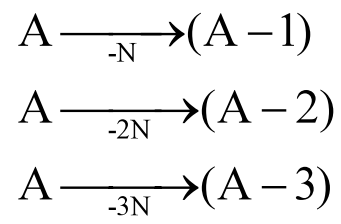 A ⟶ (A − 1)
-N
A ⟶ (A − 2)
-2N
A ⟶ (A − 3)
-3N